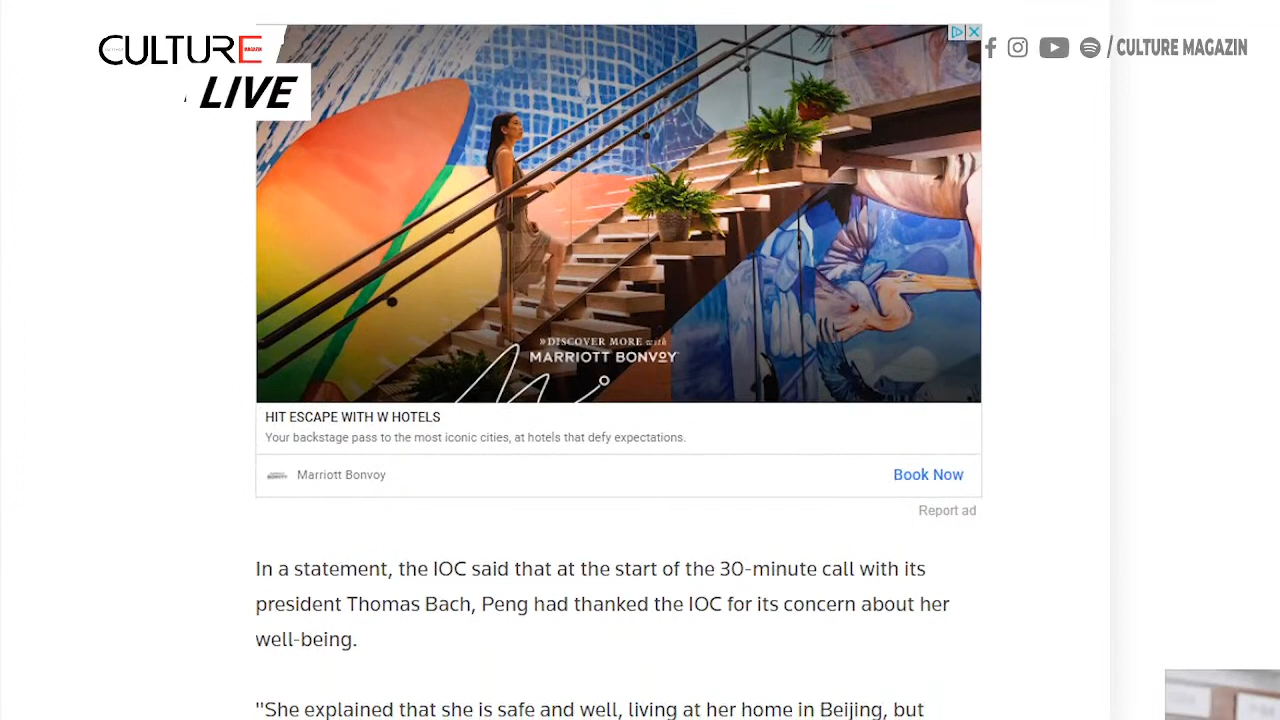 CULTURE
MAGAZIN
LIVE
/ CULTURE MAGAZIN
»DISCOVER MORE with
MARRIOTT BONVOY
HIT ESCAPE WITH W HOTELS
Your backstage pass to the most iconic cities, at hotels that defy expectations.
Marriott Bonvoy
Book Now
Report ad
In a statement, the IOC said that at the start of the 30-minute call with its
president Thomas Bach, Peng had thanked the IOC for its concern about her
well-being.
"She explained that she is safe and well, living at her home in Beijing, but